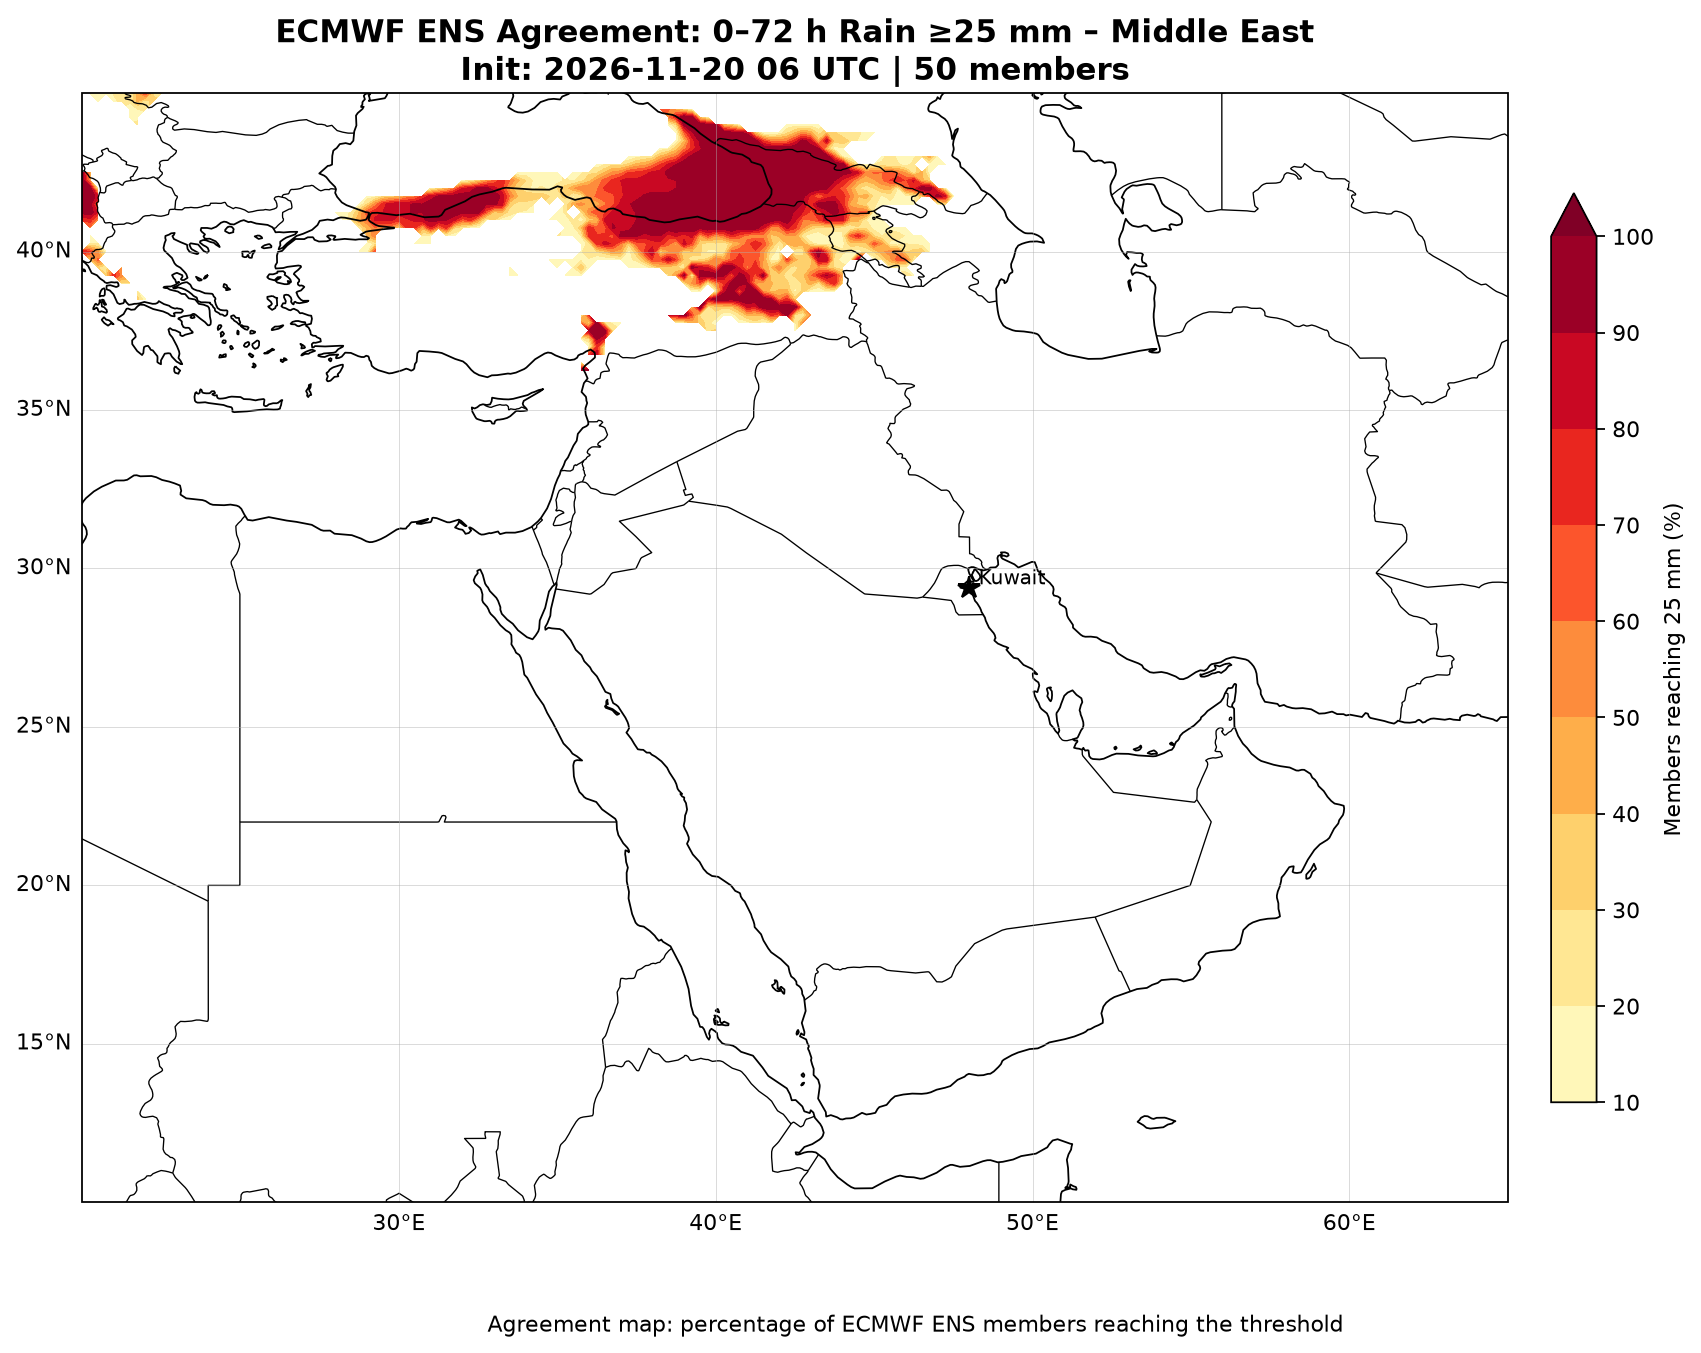 ECMWF ENS Agreement: 0–72 h Rain ≥25 mm – Middle East
Init: 2026-11-20 06 UTC | 50 members
40°N
35°N
30°N
25°N
20°N
15°N
30°E
40°E
50°E
60°E
Kuwait
100
90
80
70
60
50
40
30
20
10
Members reaching 25 mm (%)
Agreement map: percentage of ECMWF ENS members reaching the threshold